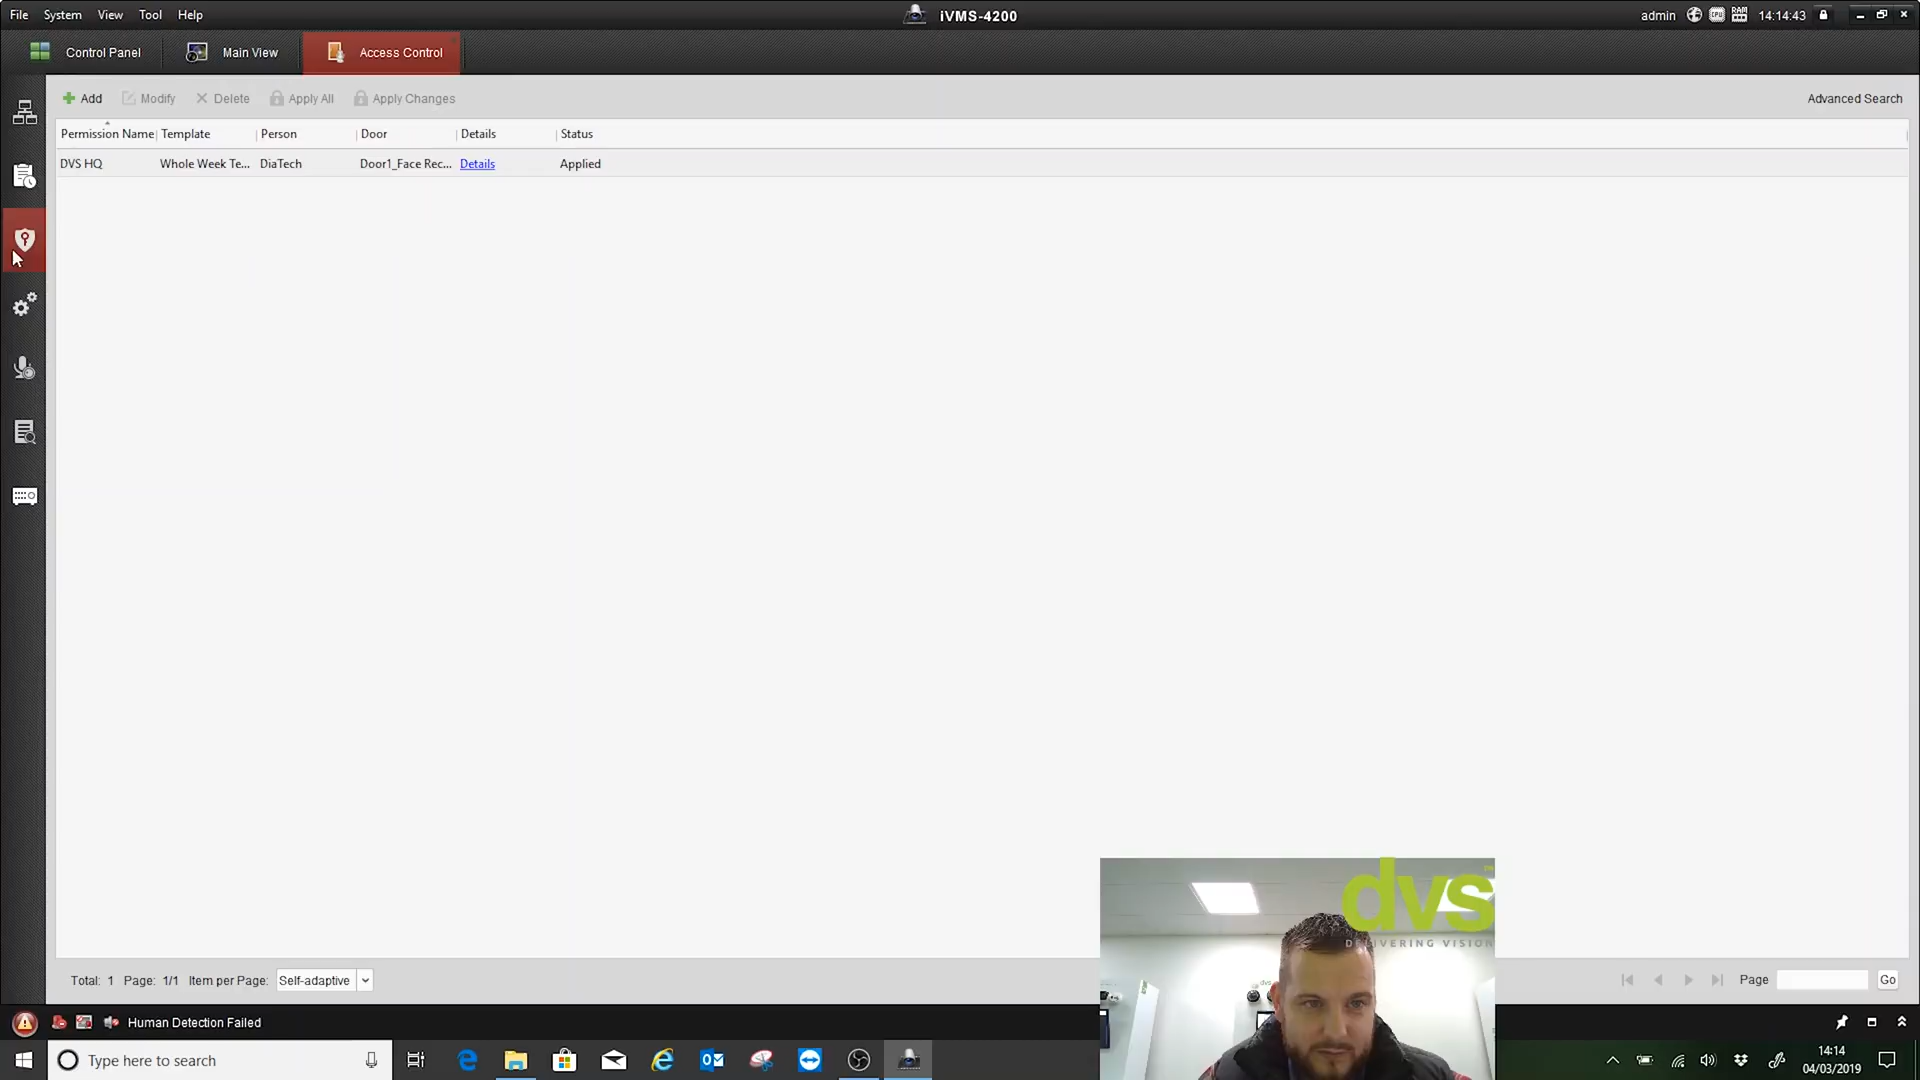 File System View Tool Help
iVMS-4200
admin 14:14:43
Control Panel Main View Access Control
Add Modify Delete Apply All Apply Changes Advanced Search
Permission Name Template Person Door Details Status
DVS HQ Whole Week Te... DiaTech Door1_Face Rec... Details Applied
dvs
DELIVERING VISION
Total: 1 Page: 1/1 Item per Page: Self-adaptive Page Go
Human Detection Failed
Type here to search
14:14
04/03/2019